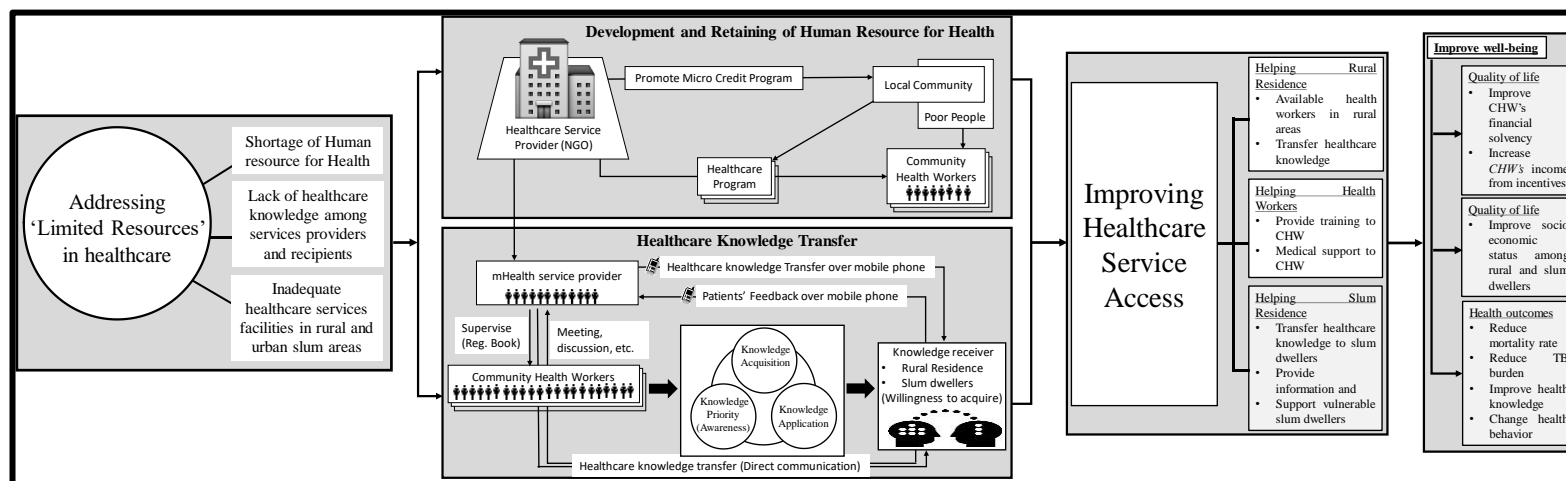 Addressing
‘Limited Resources’
in healthcare
Shortage of Human
resource for Health
Lack of healthcare
knowledge among
services providers
and recipients
Inadequate
healthcare services
facilities in rural and
urban slum areas
Development and Retaining of Human Resource for Health
Healthcare Service
Provider (NGO)
Promote Micro Credit Program
Local Community
Poor People
Healthcare
Program
Community
Health Workers
Healthcare Knowledge Transfer
mHealth service provider
Healthcare knowledge Transfer over mobile phone
Patients’ Feedback over mobile phone
Supervise
(Reg. Book)
Meeting,
discussion, etc.
Community Health Workers
Knowledge
Acquisition
Knowledge
Priority
(Awareness)
Knowledge
Application
Knowledge receiver
• Rural Residence
• Slum dwellers
(Willingness to acquire)
Healthcare knowledge transfer (Direct communication)
Improving
Healthcare
Service
Access
Helping Rural
Residence
• Available health
workers in rural
areas
• Transfer healthcare
knowledge
Helping Health
Workers
• Provide training to
CHW
• Medical support to
CHW
Helping Slum
Residence
• Transfer healthcare
knowledge to slum
dwellers
• Provide
information and
• Support vulnerable
slum dwellers
Improve well-being
Quality of life
• Improve
CHW’s
financial
solvency
• Increase
CHW’s income
from incentives
Quality of life
• Improve socio
economic
status among
rural and slum
dwellers
Health outcomes
• Reduce
mortality rate
• Reduce TB
burden
• Improve health
knowledge
• Change health
behavior